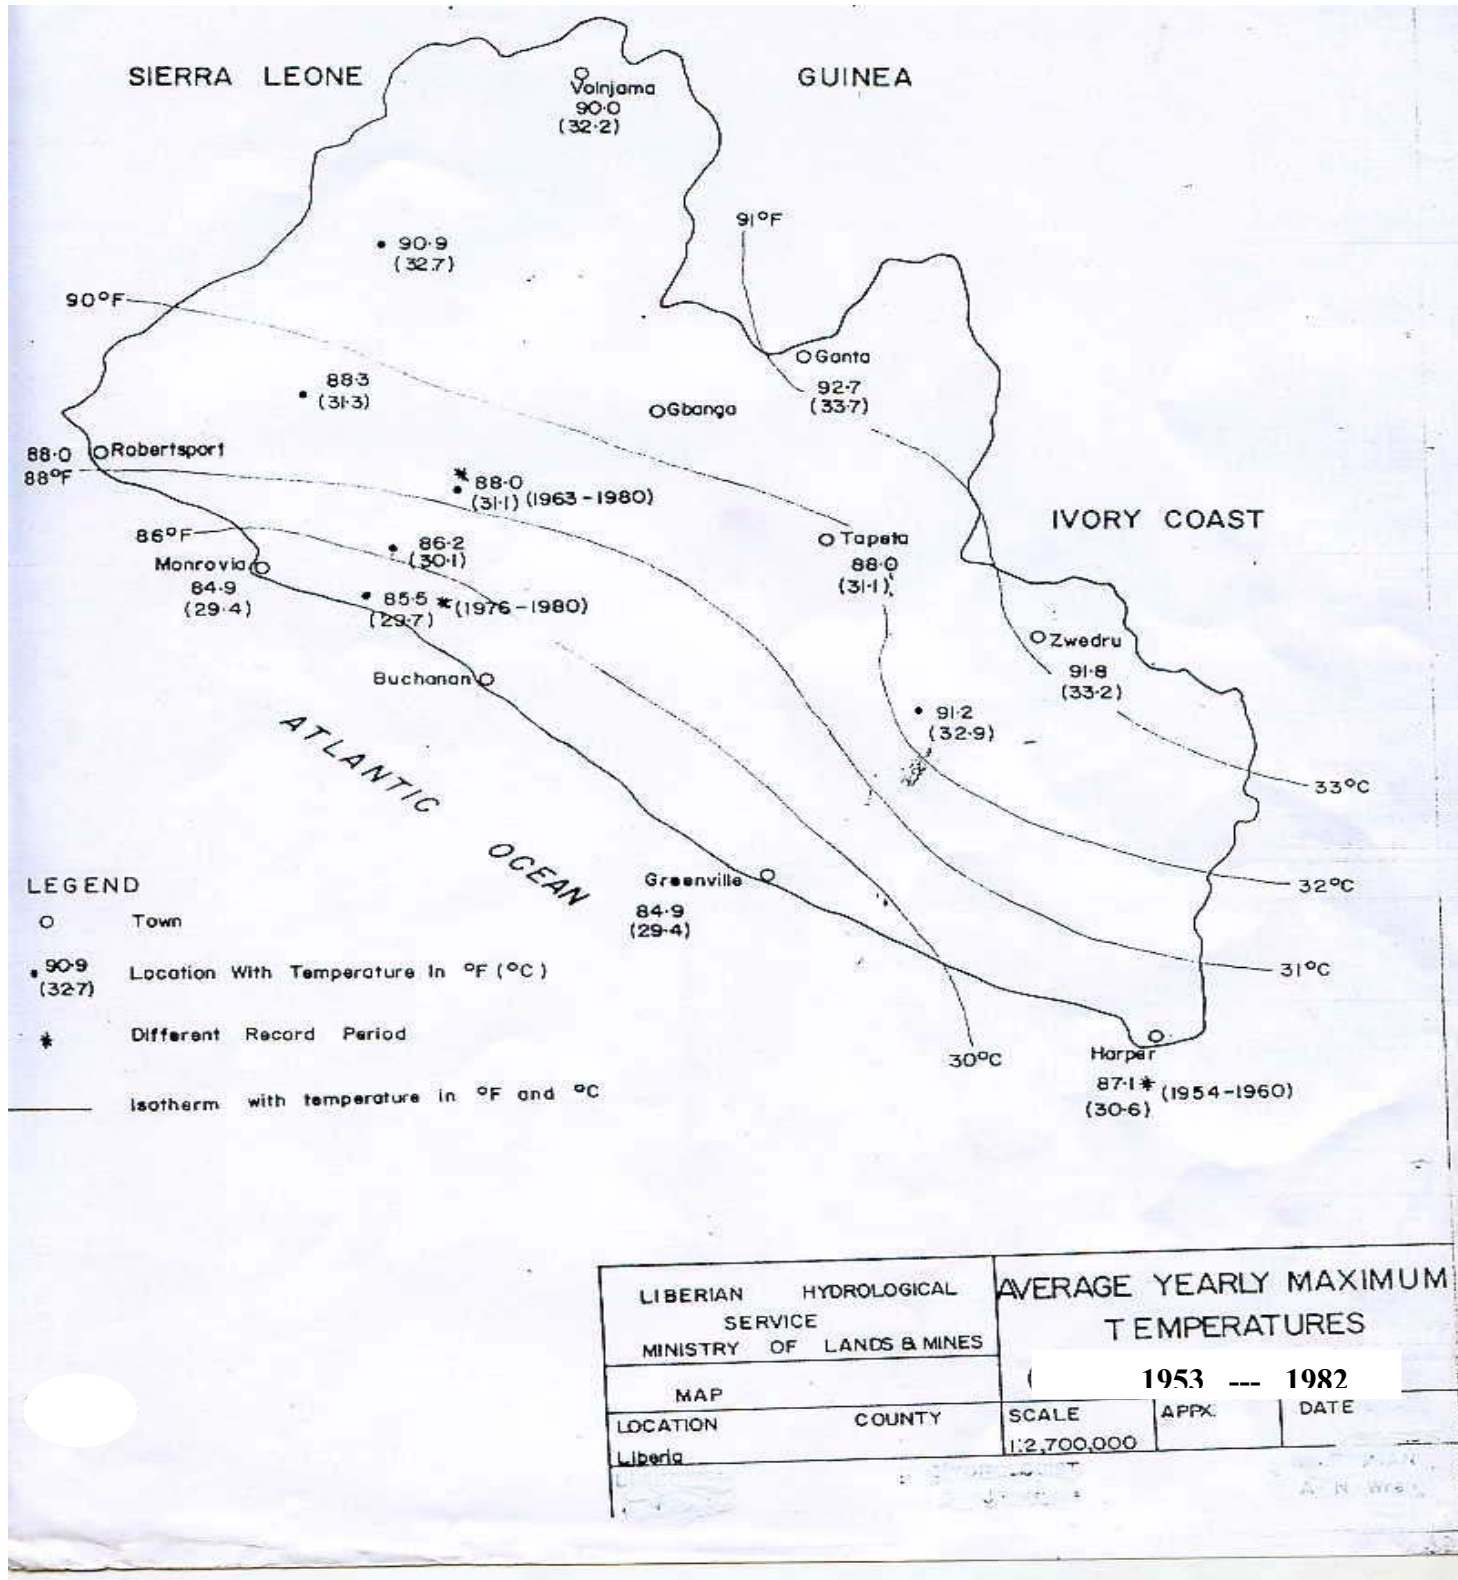 SIERRA LEONE
GUINEA
Voinjama
90·0
(32·2)
91°F
90·9
(32.7)
90°F
Ganta
92·7
(33·7)
88·3
(31·3)
Gbanga
88·0
Robertsport
88°F
88·0
(31·1) (1963-1980)
IVORY COAST
86°F
86·2
(30·1)
Tapeta
88·0
(31·1)
Monrovia
84·9
(29·4)
85·5
(29·7)
* (1976-1980)
Zwedru
91·8
(33·2)
Buchanan
91·2
(32·9)
ATLANTIC OCEAN
33°C
Greenville
84·9
(29·4)
32°C
31°C
30°C
Harper
87·1* (1954-1960)
(30·6)
LEGEND
Town
90·9
(32·7)
Location With Temperature In °F (°C)
* Different Record Period
Isotherm with temperature in °F and °C
LIBERIAN HYDROLOGICAL
SERVICE
MINISTRY OF LANDS & MINES
AVERAGE YEARLY MAXIMUM
TEMPERATURES
1953 --- 1982
MAP
LOCATION COUNTY
Liberia
SCALE
1:2,700,000
APPX.
DATE